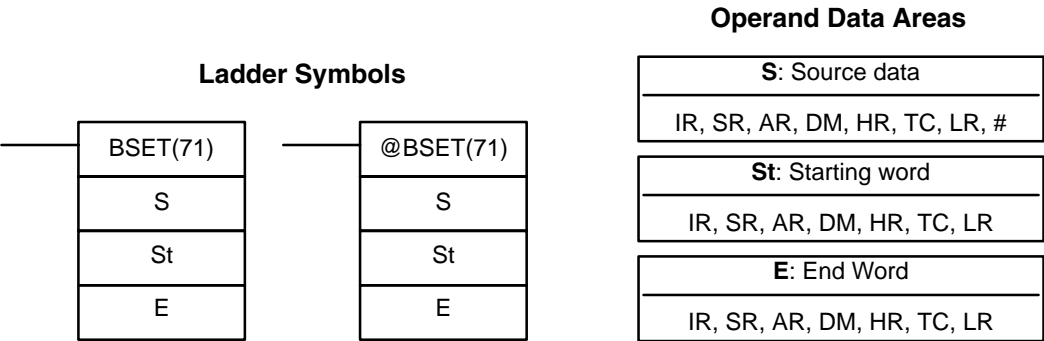 Ladder Symbols
BSET(71)
S
St
E
@BSET(71)
S
St
E
Operand Data Areas
S: Source data
IR, SR, AR, DM, HR, TC, LR, #
St: Starting word
IR, SR, AR, DM, HR, TC, LR
E: End Word
IR, SR, AR, DM, HR, TC, LR